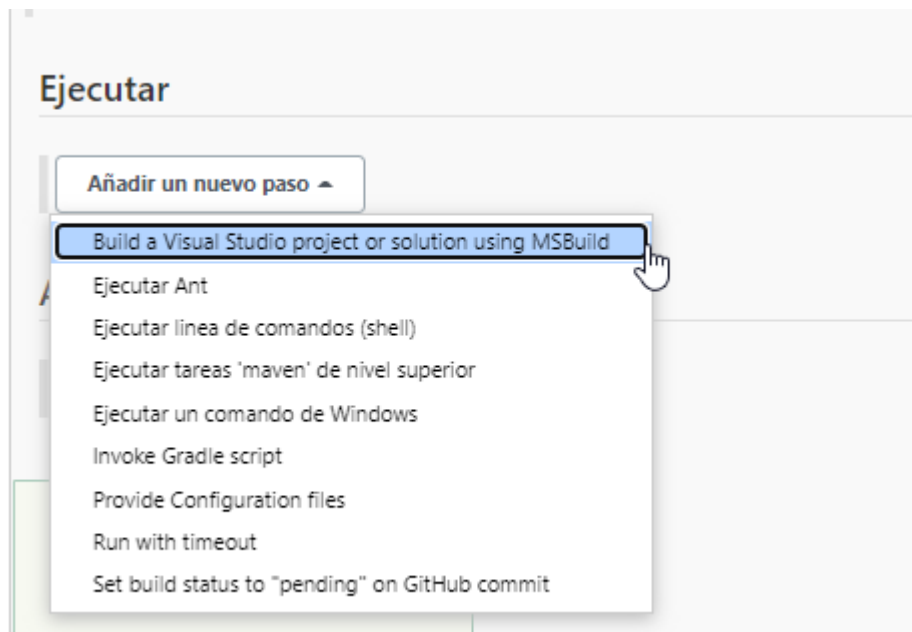 Ejecutar
Añadir un nuevo paso
Build a Visual Studio project or solution using MSBuild
Ejecutar Ant
Ejecutar linea de comandos (shell)
Ejecutar tareas 'maven' de nivel superior
Ejecutar un comando de Windows
Invoke Gradle script
Provide Configuration files
Run with timeout
Set build status to "pending" on GitHub commit